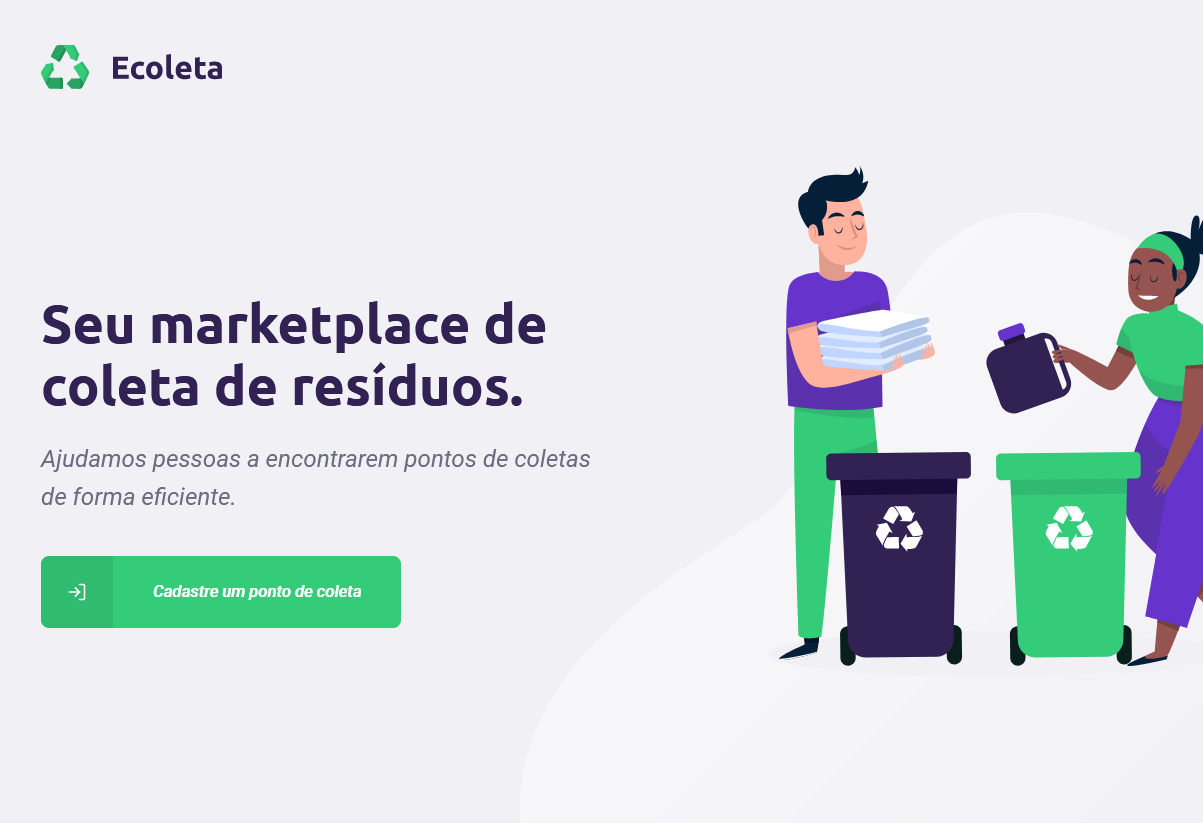 Ecoleta
Seu marketplace de
coleta de resíduos.
Ajudamos pessoas a encontrarem pontos de coletas
de forma eficiente.
Cadastre um ponto de coleta